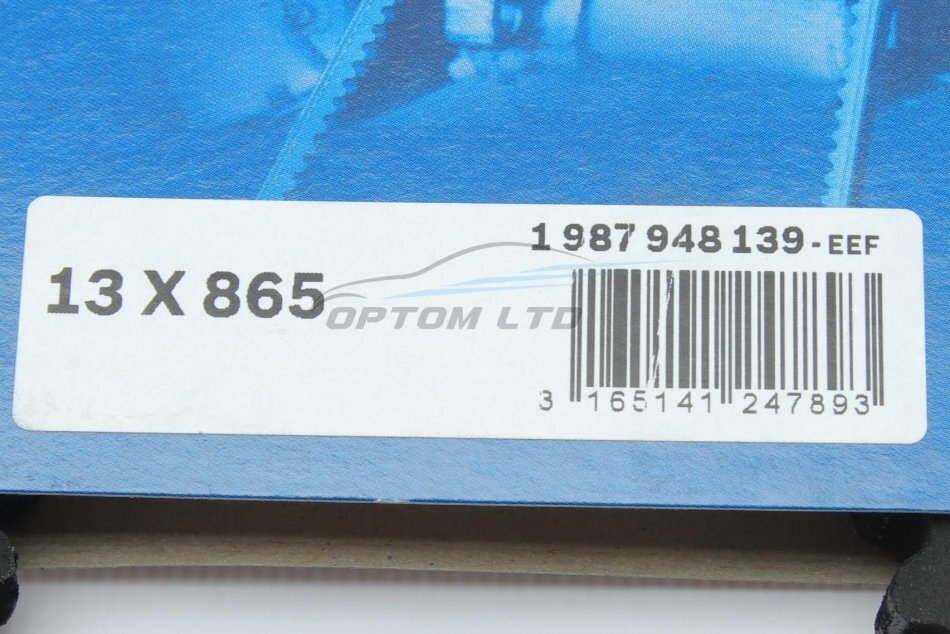 1 987 948 139 - EEF
13 X 865
OPTOM LTD
3 165141 247893